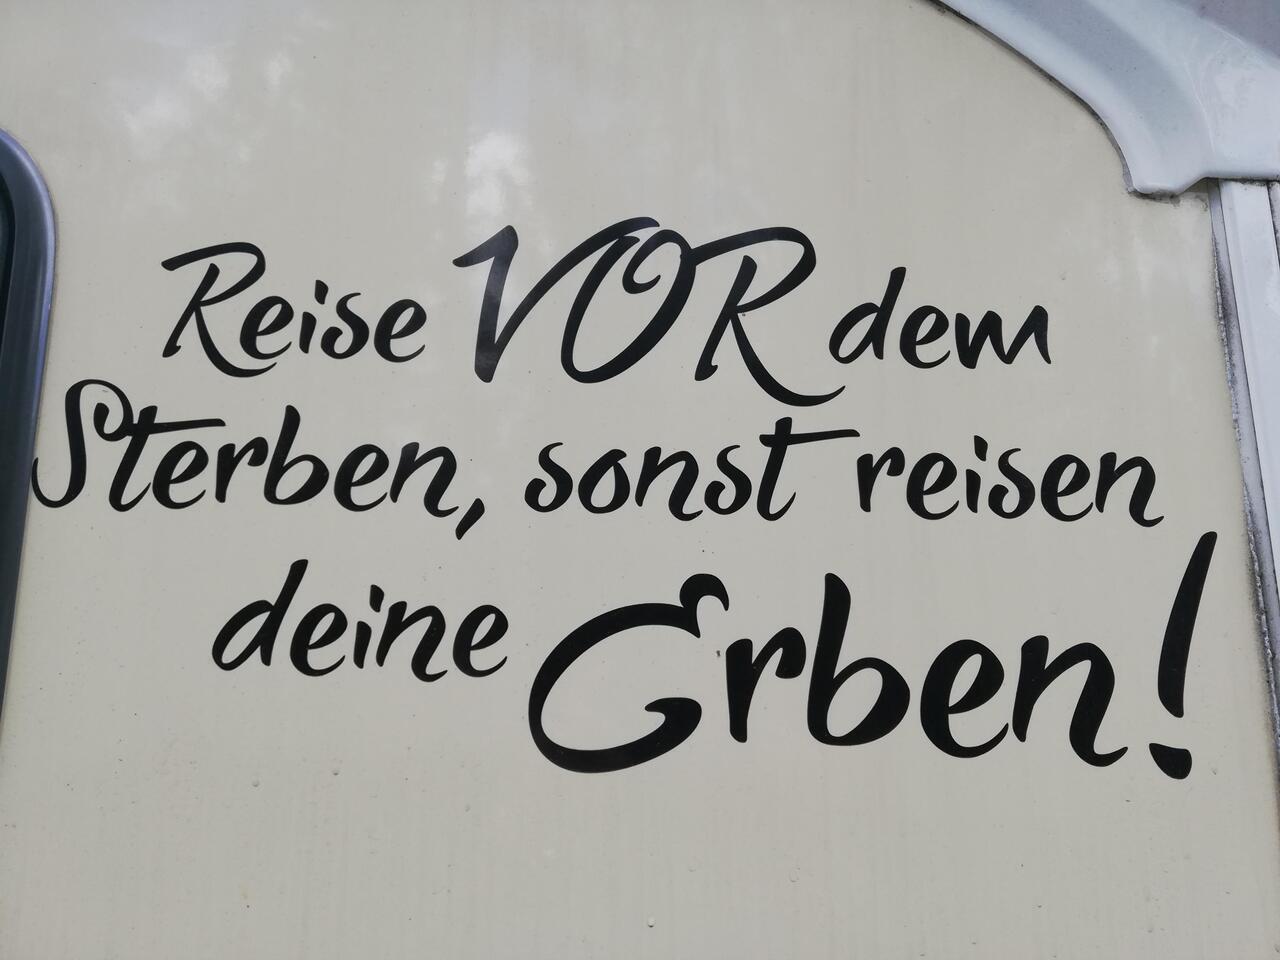 Reise VOR dem
Sterben, sonst reisen
deine Erben!